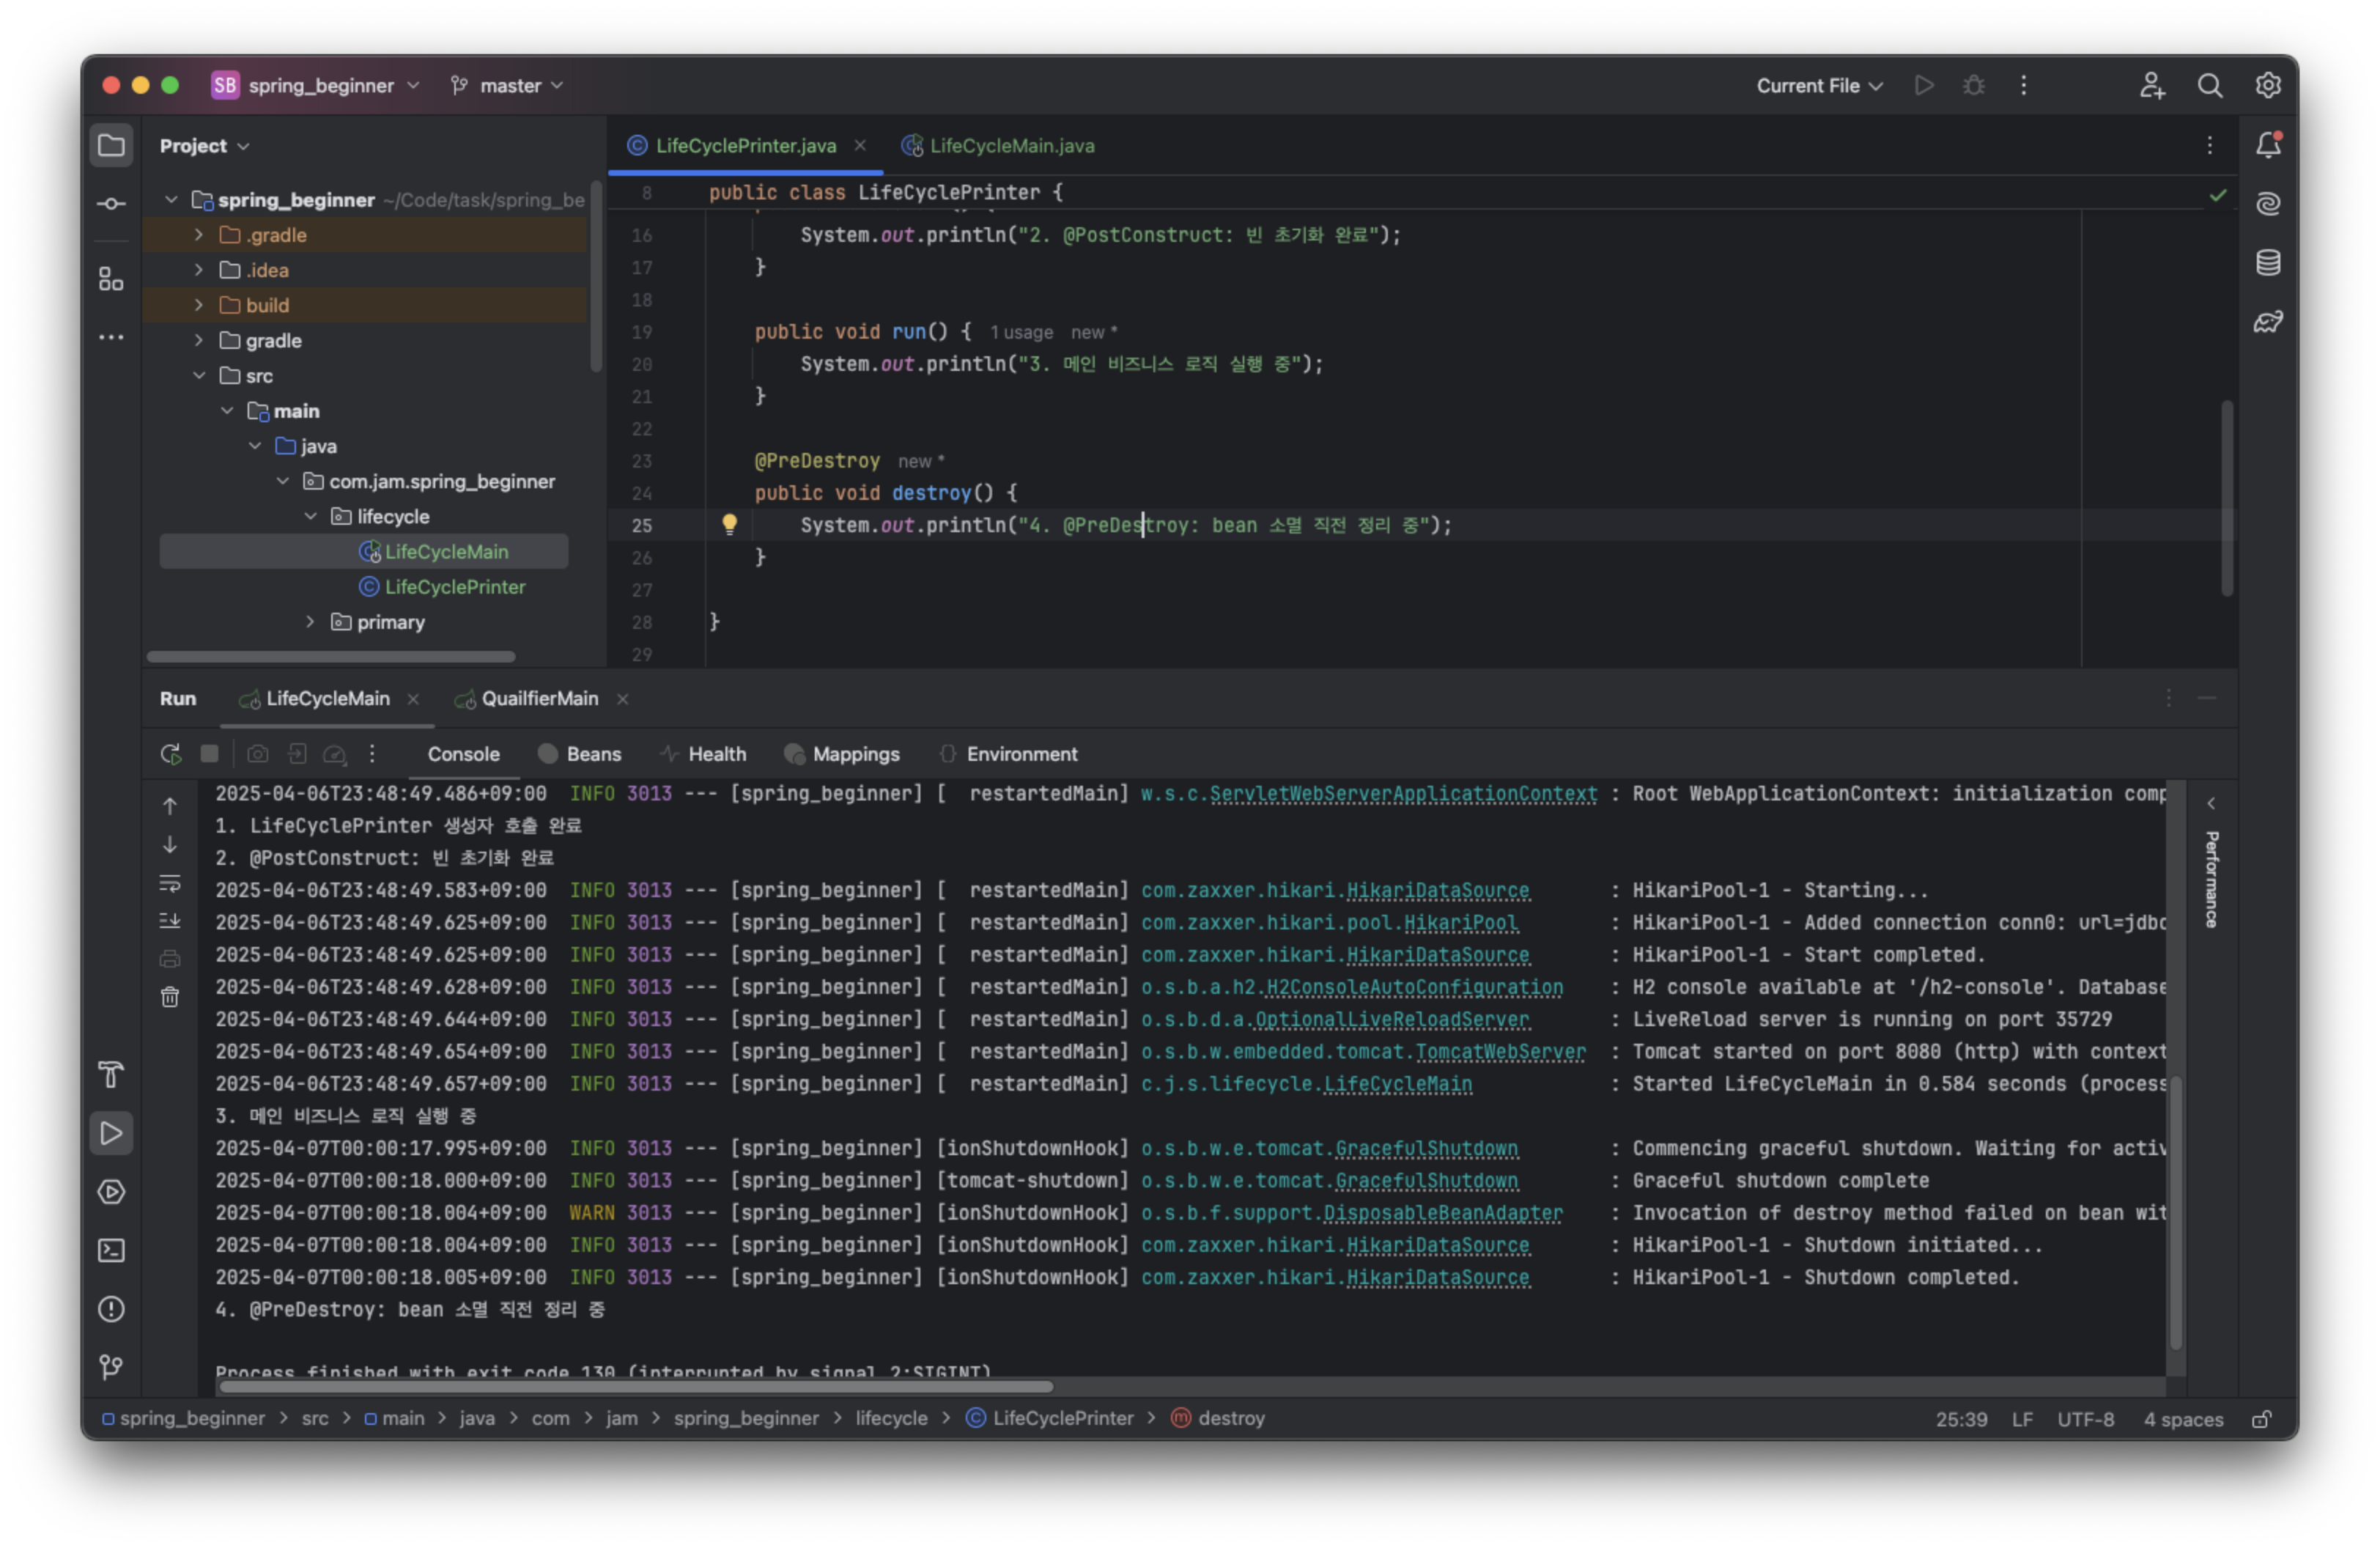 SB spring_beginner master Current File
Project
spring_beginner ~/Code/task/spring_be
.gradle
.idea
build
gradle
src
main
java
com.jam.spring_beginner
lifecycle
LifeCycleMain
LifeCyclePrinter
primary
LifeCyclePrinter.java LifeCycleMain.java
8 public class LifeCyclePrinter {
16 System.out.println("2. @PostConstruct: 빈 초기화 완료");
17 }
18
19 public void run() { 1 usage new *
20 System.out.println("3. 메인 비즈니스 로직 실행 중");
21 }
22
23 @PreDestroy new *
24 public void destroy() {
25 System.out.println("4. @PreDestroy: bean 소멸 직전 정리 중");
26 }
27
28 }
29
Run LifeCycleMain QuailfierMain
Console Beans Health Mappings Environment
2025-04-06T23:48:49.486+09:00 INFO 3013 --- [spring_beginner] [ restartedMain] w.s.c.ServletWebServerApplicationContext : Root WebApplicationContext: initialization comp
1. LifeCyclePrinter 생성자 호출 완료
2. @PostConstruct: 빈 초기화 완료
2025-04-06T23:48:49.583+09:00 INFO 3013 --- [spring_beginner] [ restartedMain] com.zaxxer.hikari.HikariDataSource : HikariPool-1 - Starting...
2025-04-06T23:48:49.625+09:00 INFO 3013 --- [spring_beginner] [ restartedMain] com.zaxxer.hikari.pool.HikariPool : HikariPool-1 - Added connection conn0: url=jdbc
2025-04-06T23:48:49.625+09:00 INFO 3013 --- [spring_beginner] [ restartedMain] com.zaxxer.hikari.HikariDataSource : HikariPool-1 - Start completed.
2025-04-06T23:48:49.628+09:00 INFO 3013 --- [spring_beginner] [ restartedMain] o.s.b.a.h2.H2ConsoleAutoConfiguration : H2 console available at '/h2-console'. Database
2025-04-06T23:48:49.644+09:00 INFO 3013 --- [spring_beginner] [ restartedMain] o.s.b.d.a.OptionalLiveReloadServer : LiveReload server is running on port 35729
2025-04-06T23:48:49.654+09:00 INFO 3013 --- [spring_beginner] [ restartedMain] o.s.b.w.embedded.tomcat.TomcatWebServer : Tomcat started on port 8080 (http) with context
2025-04-06T23:48:49.657+09:00 INFO 3013 --- [spring_beginner] [ restartedMain] c.j.s.lifecycle.LifeCycleMain : Started LifeCycleMain in 0.584 seconds (process
3. 메인 비즈니스 로직 실행 중
2025-04-07T00:00:17.995+09:00 INFO 3013 --- [spring_beginner] [ionShutdownHook] o.s.b.w.e.tomcat.GracefulShutdown : Commencing graceful shutdown. Waiting for activ
2025-04-07T00:00:18.000+09:00 INFO 3013 --- [spring_beginner] [tomcat-shutdown] o.s.b.w.e.tomcat.GracefulShutdown : Graceful shutdown complete
2025-04-07T00:00:18.004+09:00 WARN 3013 --- [spring_beginner] [ionShutdownHook] o.s.b.f.support.DisposableBeanAdapter : Invocation of destroy method failed on bean wit
2025-04-07T00:00:18.004+09:00 INFO 3013 --- [spring_beginner] [ionShutdownHook] com.zaxxer.hikari.HikariDataSource : HikariPool-1 - Shutdown initiated...
2025-04-07T00:00:18.005+09:00 INFO 3013 --- [spring_beginner] [ionShutdownHook] com.zaxxer.hikari.HikariDataSource : HikariPool-1 - Shutdown completed.
4. @PreDestroy: bean 소멸 직전 정리 중
Process finished with exit code 130 (interrupted by signal 2:SIGINT)
Performance
spring_beginner > src > main > java > com > jam > spring_beginner > lifecycle > LifeCyclePrinter > destroy 25:39 LF UTF-8 4 spaces